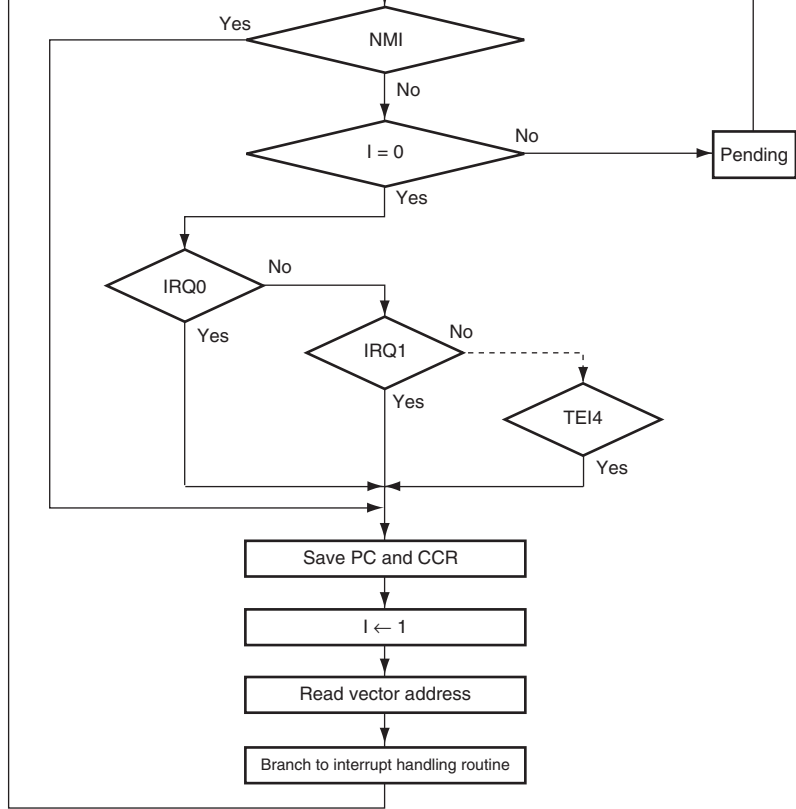 Yes
NMI
No
I = 0
No
Pending
Yes
IRQ0
No
Yes
IRQ1
No
Yes
TEI4
Yes
Save PC and CCR
I ← 1
Read vector address
Branch to interrupt handling routine